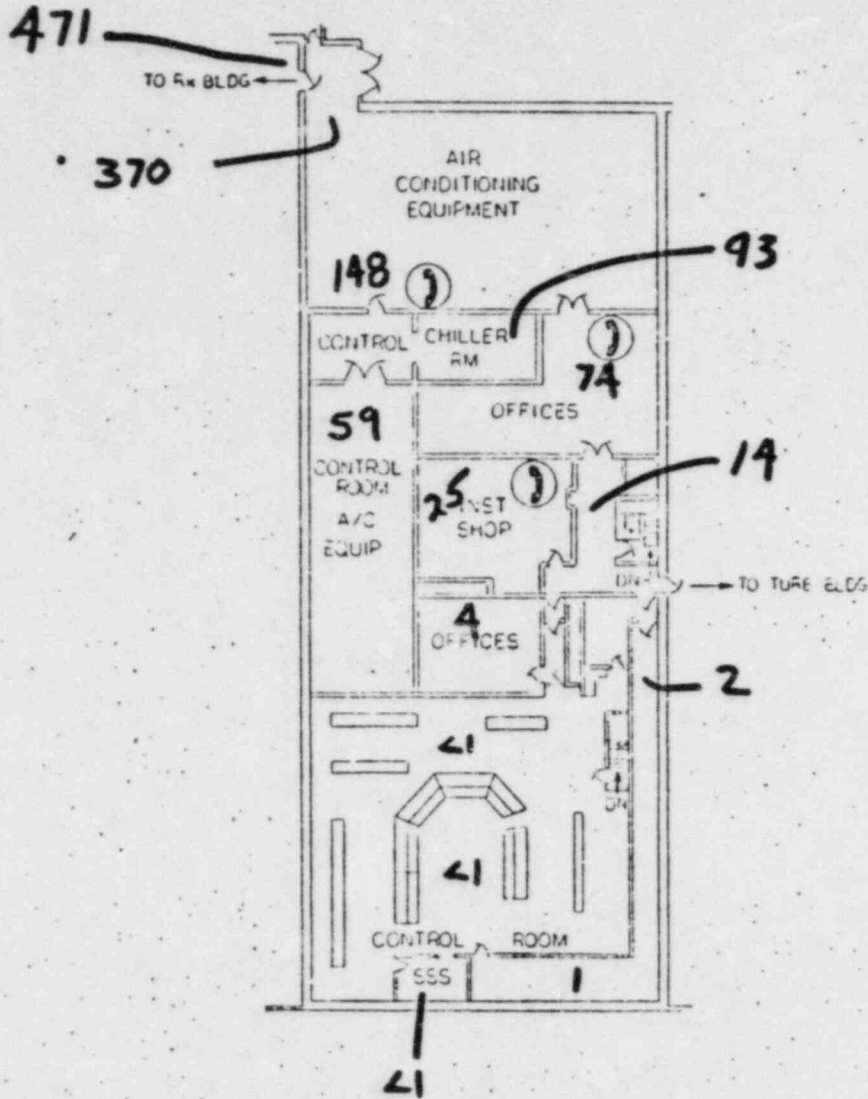 471
TO Rx BLDG
370
AIR
CONDITIONING
EQUIPMENT
148
93
CONTROL
CHILLER
RM
74
OFFICES
59
CONTROL
ROOM
A/C
EQUIP
25
INST
SHOP
14
DN
TO TURB BLDG
4
OFFICES
2
<1
DN
<1
CONTROL ROOM
SSS
1
<1